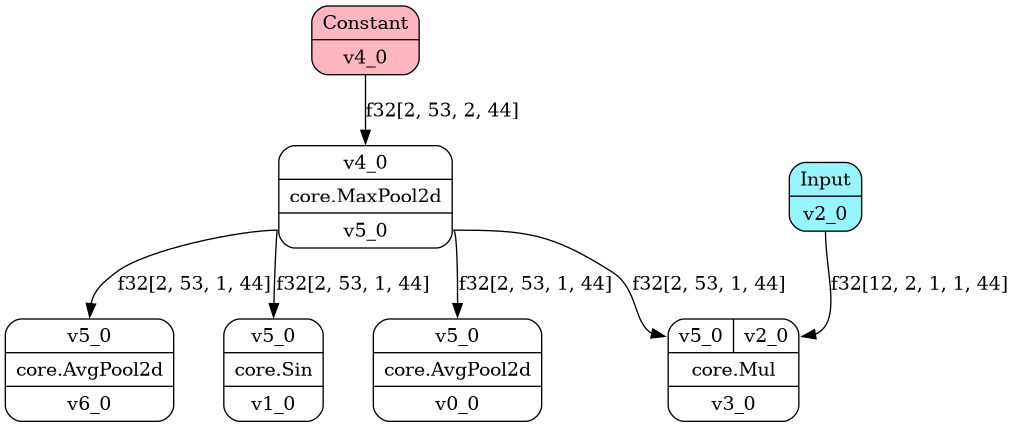 Constant
v4_0
f32[2, 53, 2, 44]
v4_0
core.MaxPool2d
v5_0
Input
v2_0
f32[2, 53, 1, 44]
f32[2, 53, 1, 44]
f32[2, 53, 1, 44]
f32[2, 53, 1, 44]
f32[12, 2, 1, 1, 44]
v5_0
core.AvgPool2d
v6_0
v5_0
core.Sin
v1_0
v5_0
core.AvgPool2d
v0_0
v5_0 v2_0
core.Mul
v3_0